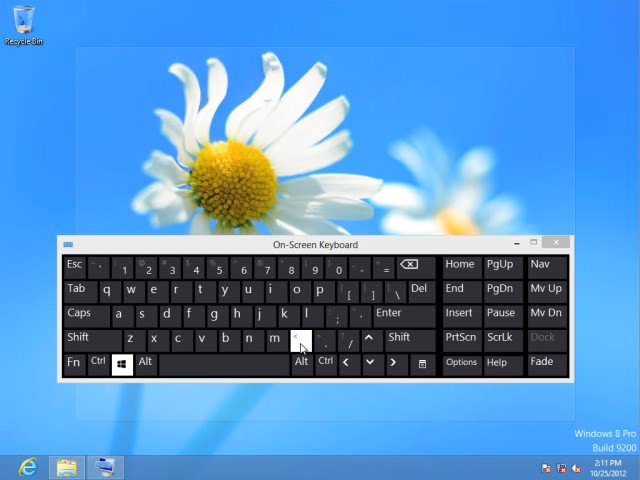 Recycle Bin
On-Screen Keyboard
Esc ~ ` ! 1 @ 2 # 3 $ 4 % 5 ^ 6 & 7 * 8 ( 9 ) 0 _ - + = Home PgUp Nav
Tab q w e r t y u i o p { [ } ] | \ Del End PgDn Mv Up
Caps a s d f g h j k l : ; " ' Enter Insert Pause Mv Dn
Shift z x c v b n m < , > . ? / Shift PrtScn ScrLk Dock
Fn Ctrl Alt Alt Ctrl Options Help Fade
Windows 8 Pro
Build 9200
2:11 PM
10/25/2012